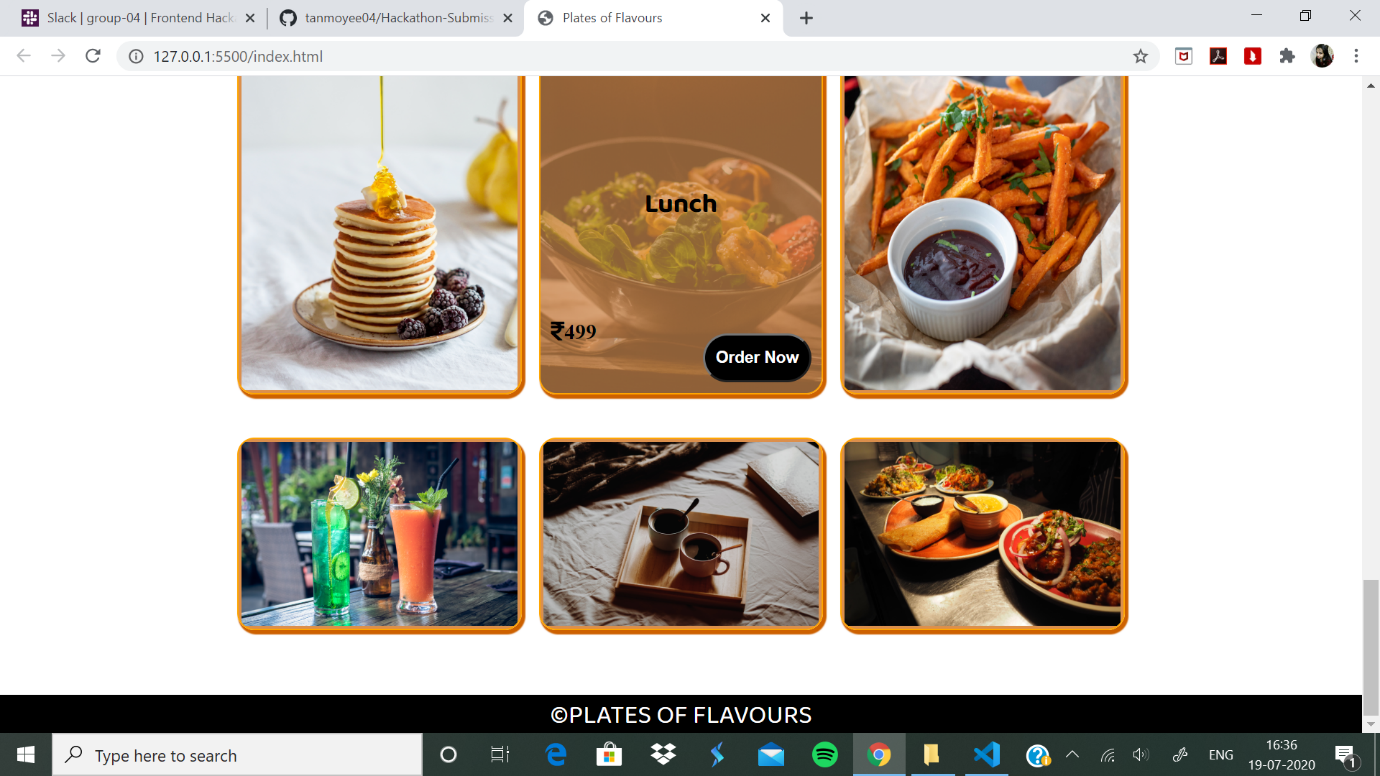 Slack | group-04 | Frontend Hack
tanmoyee04/Hackathon-Submiss
Plates of Flavours
127.0.0.1:5500/index.html
Lunch
₹499
Order Now
©PLATES OF FLAVOURS
Type here to search
ENG
16:36
19-07-2020
1